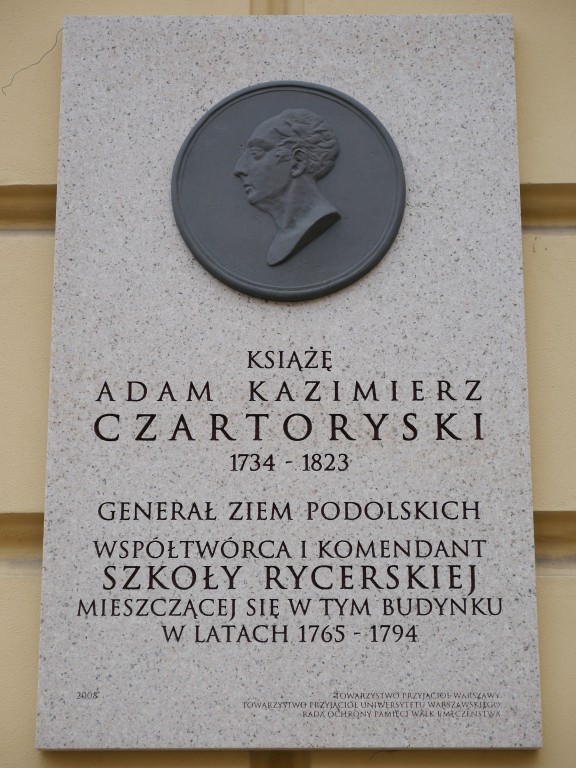 KSIĄŻĘ
ADAM KAZIMIERZ
CZARTORYSKI
1734 - 1823
GENERAŁ ZIEM PODOLSKICH
WSPÓŁTWÓRCA I KOMENDANT
SZKOŁY RYCERSKIEJ
MIESZCZĄCEJ SIĘ W TYM BUDYNKU
W LATACH 1765 - 1794
2008
TOWARZYSTWO PRZYJACIÓŁ WARSZAWY
TOWARZYSTWO PRZYJACIÓŁ UNIWERSYTETU WARSZAWSKIEGO
RADA OCHRONY PAMIĘCI WALK I MĘCZEŃSTWA